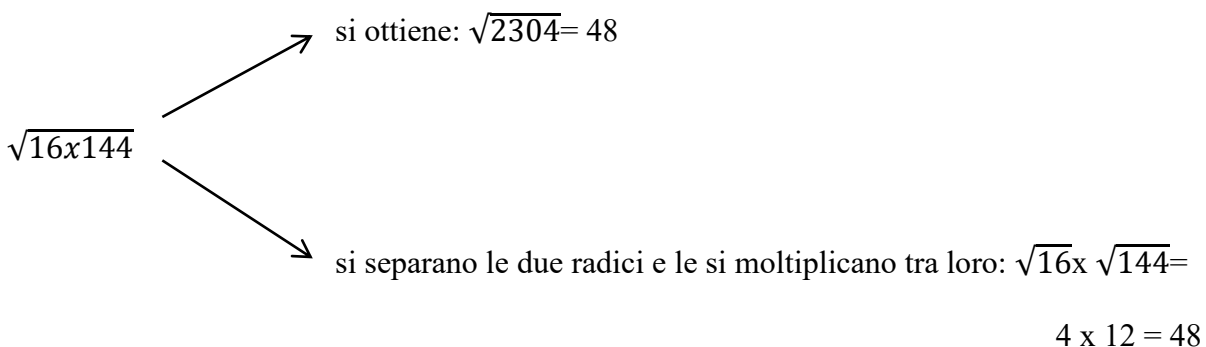 si ottiene: √2304= 48
√16x144
si separano le due radici e le si moltiplicano tra loro: √16x √144=
4 x 12 = 48